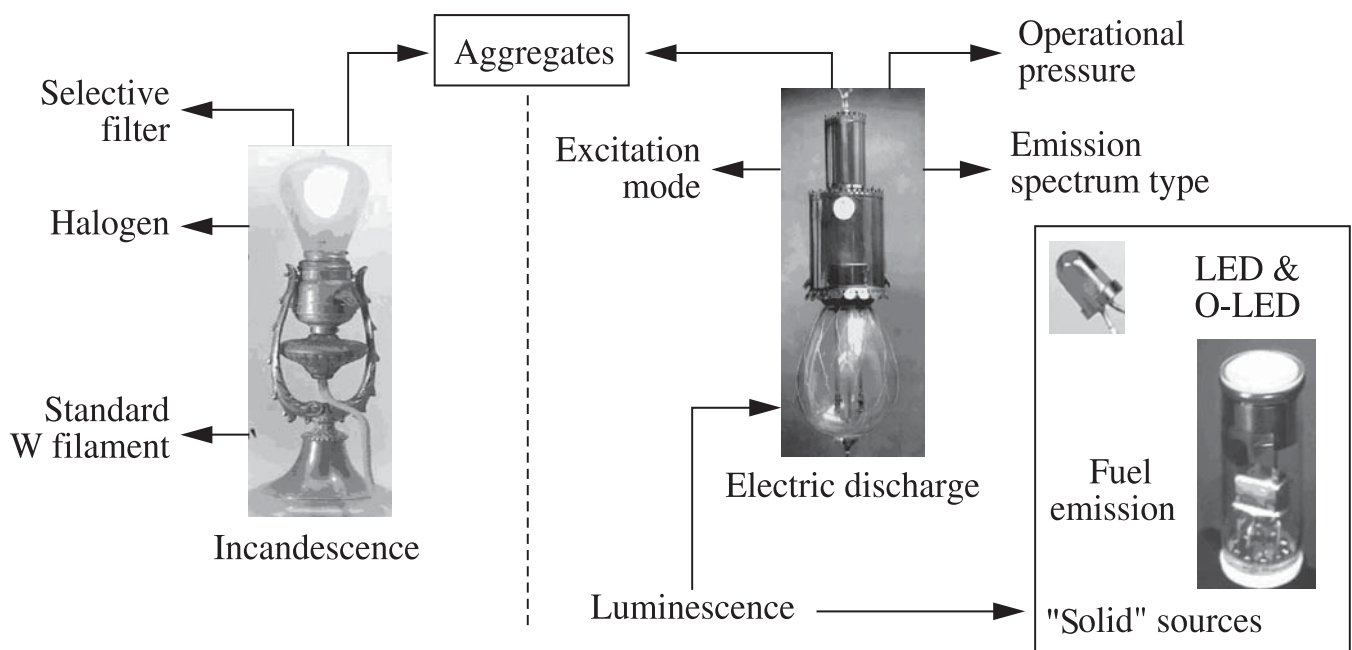 Aggregates
Operational
pressure
Selective
filter
Excitation
mode
Emission
spectrum type
Halogen
LED &
O-LED
Standard
W filament
Fuel
emission
Electric discharge
Incandescence
Luminescence
"Solid" sources